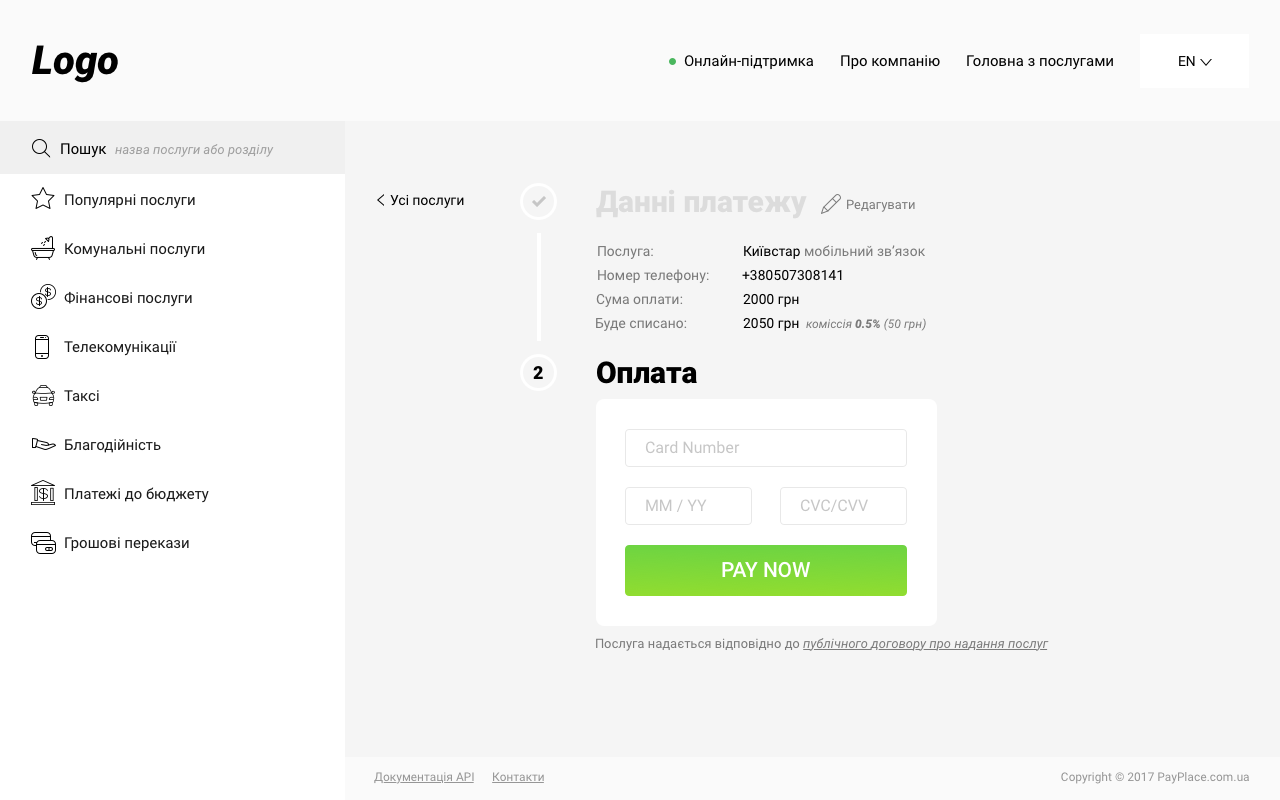 Logo
Онлайн-підтримка
Про компанію
Головна з послугами
EN
Пошук назва послуги або розділу
Популярні послуги
Комунальні послуги
Фінансові послуги
Телекомунікації
Таксі
Благодійність
Платежі до бюджету
Грошові перекази
Усі послуги
Данні платежу
Редагувати
Послуга: Київстар мобільний зв’язок
Номер телефону: +380507308141
Сума оплати: 2000 грн
Буде списано: 2050 грн коміссія 0.5% (50 грн)
2
Оплата
Card Number
MM / YY
CVC/CVV
PAY NOW
Послуга надається відповідно до публічного договору про надання послуг
Документація API
Контакти
Copyright © 2017 PayPlace.com.ua